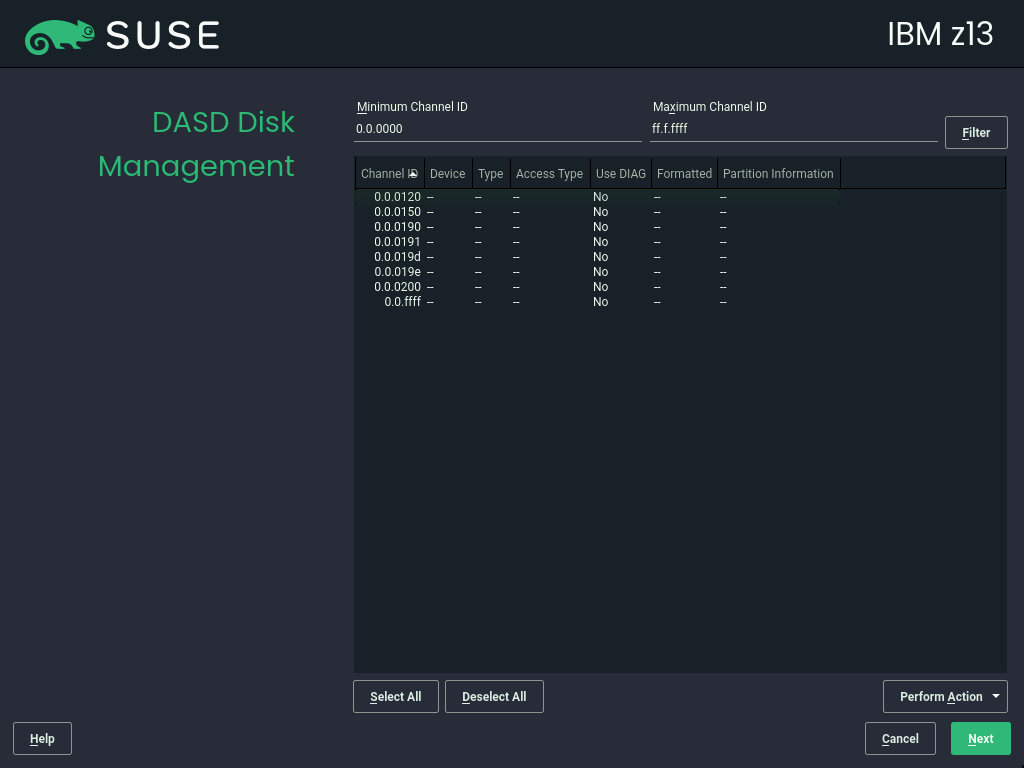 SUSE
IBM z13
DASD Disk
Management
Minimum Channel ID
Maximum Channel ID
0.0.0000
ff.f.ffff
Filter
Channel ID Device Type Access Type Use DIAG Formatted Partition Information
0.0.0120 -- -- -- No -- --
0.0.0150 -- -- -- No -- --
0.0.0190 -- -- -- No -- --
0.0.0191 -- -- -- No -- --
0.0.019d -- -- -- No -- --
0.0.019e -- -- -- No -- --
0.0.0200 -- -- -- No -- --
0.0.ffff -- -- -- No -- --
Select All Deselect All Perform Action
Help Cancel Next